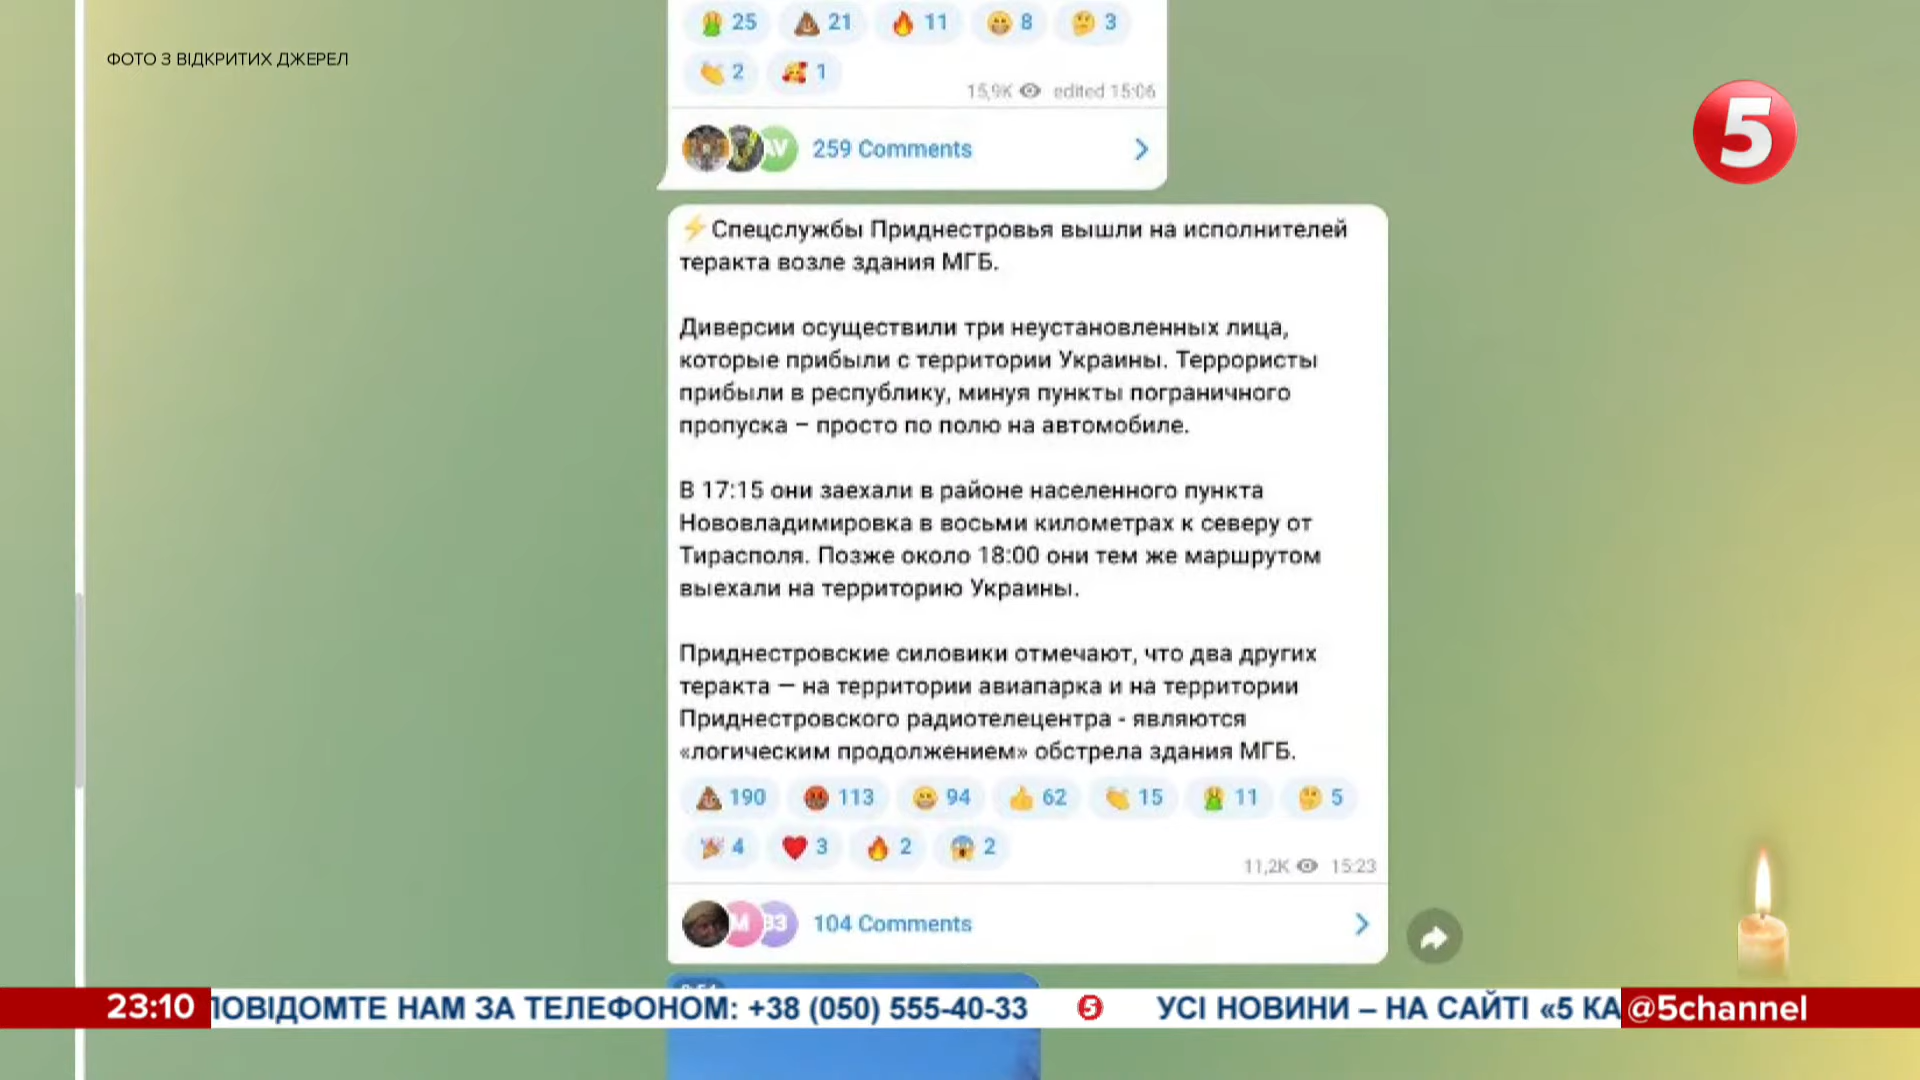 25 21 11 8 3
ФОТО З ВІДКРИТИХ ДЖЕРЕЛ
2 1
15,9K edited 15:06
AV 259 Comments
5
Спецслужбы Приднестровья вышли на исполнителей
теракта возле здания МГБ.
Диверсии осуществили три неустановленных лица,
которые прибыли с территории Украины. Террористы
прибыли в республику, минуя пункты пограничного
пропуска – просто по полю на автомобиле.
В 17:15 они заехали в районе населенного пункта
Нововладимировка в восьми километрах к северу от
Тирасполя. Позже около 18:00 они тем же маршрутом
выехали на территорию Украины.
Приднестровские силовики отмечают, что два других
теракта — на территории авиапарка и на территории
Приднестровского радиотелецентра - являются
«логическим продолжением» обстрела здания МГБ.
190 113 94 62 15 11 5
4 3 2 2
11,2K 15:23
M B3 104 Comments
23:10 ПОВІДОМТЕ НАМ ЗА ТЕЛЕФОНОМ: +38 (050) 555-40-33 5 УСІ НОВИНИ – НА САЙТІ «5 КА @5channel